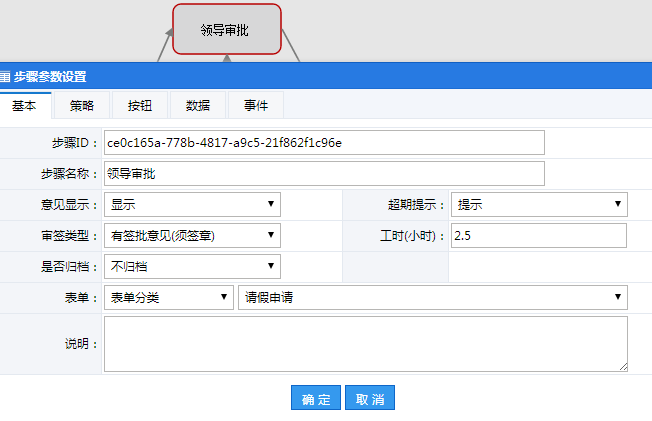 领导审批
步骤参数设置
基本 策略 按钮 数据 事件
步骤ID： ce0c165a-778b-4817-a9c5-21f862f1c96e
步骤名称： 领导审批
意见显示： 显示 超期提示： 提示
审签类型： 有签批意见(须签章) 工时(小时)： 2.5
是否归档： 不归档
表单： 表单分类 请假申请
说明：
确定 取消